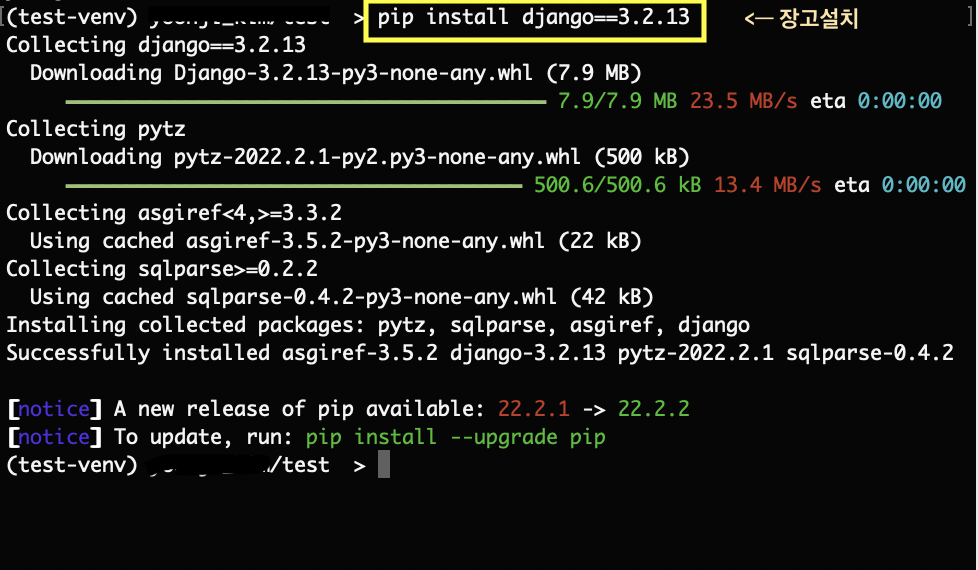 (test-venv) /test > pip install django==3.2.13 <— 장고설치
Collecting django==3.2.13
Downloading Django-3.2.13-py3-none-any.whl (7.9 MB)
7.9/7.9 MB 23.5 MB/s eta 0:00:00
Collecting pytz
Downloading pytz-2022.2.1-py2.py3-none-any.whl (500 kB)
500.6/500.6 kB 13.4 MB/s eta 0:00:00
Collecting asgiref<4,>=3.3.2
Using cached asgiref-3.5.2-py3-none-any.whl (22 kB)
Collecting sqlparse>=0.2.2
Using cached sqlparse-0.4.2-py3-none-any.whl (42 kB)
Installing collected packages: pytz, sqlparse, asgiref, django
Successfully installed asgiref-3.5.2 django-3.2.13 pytz-2022.2.1 sqlparse-0.4.2
[notice] A new release of pip available: 22.2.1 -> 22.2.2
[notice] To update, run: pip install --upgrade pip
(test-venv) /test >